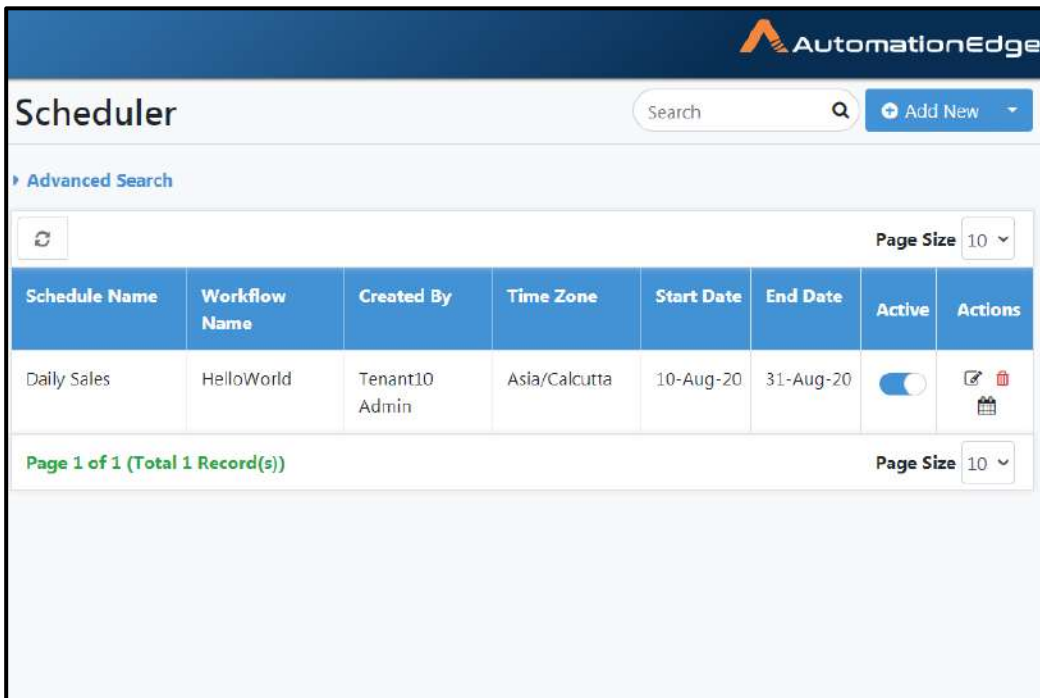 AutomationEdge
Scheduler
Search
Add New
Advanced Search
Page Size 10
Schedule Name Workflow Name Created By Time Zone Start Date End Date Active Actions
Daily Sales HelloWorld Tenant10 Admin Asia/Calcutta 10-Aug-20 31-Aug-20
Page 1 of 1 (Total 1 Record(s)) Page Size 10